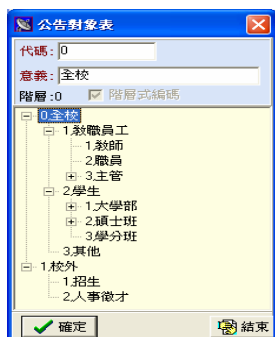 公告對象表
代碼: 0
意義: 全校
階層 :0 階層式編碼
0.全校
1.教職員工
1.教師
2.職員
3.主管
2.學生
1.大學部
2.碩士班
3.學分班
3.其他
1.校外
1.招生
2.人事徵才
確定 結束